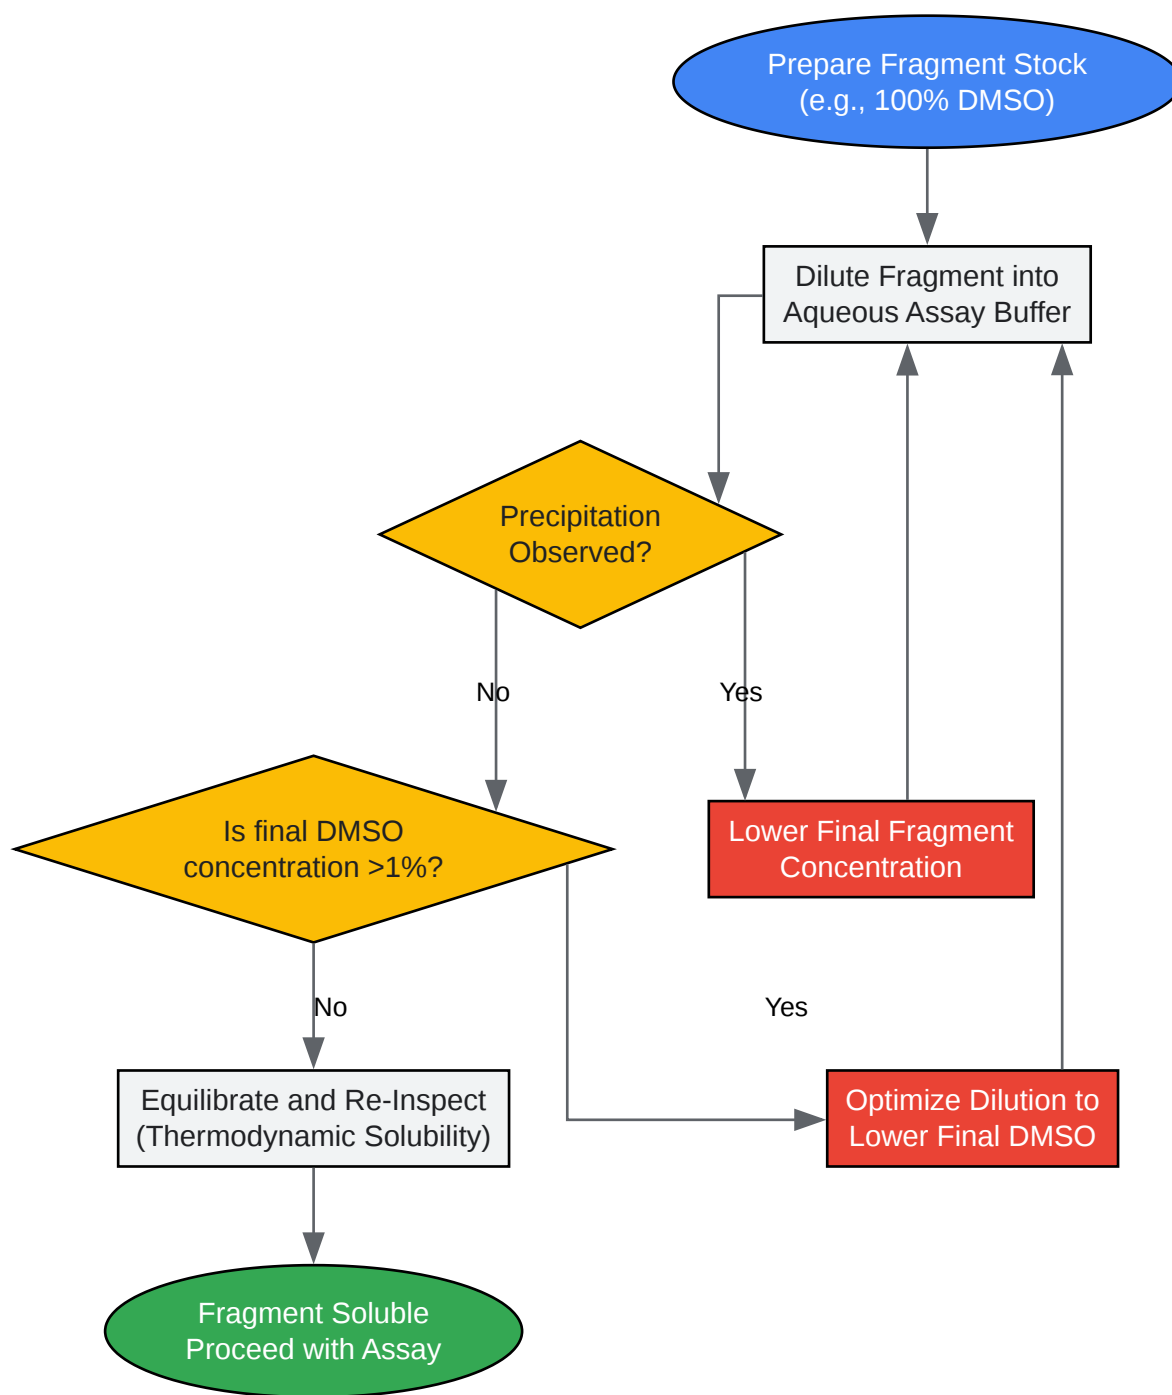 Prepare Fragment Stock
(e.g., 100% DMSO)
Dilute Fragment into
Aqueous Assay Buffer
Precipitation
Observed?
No
Yes
Is final DMSO
concentration >1%?
Lower Final Fragment
Concentration
No
Yes
Equilibrate and Re-Inspect
(Thermodynamic Solubility)
Optimize Dilution to
Lower Final DMSO
Fragment Soluble
Proceed with Assay